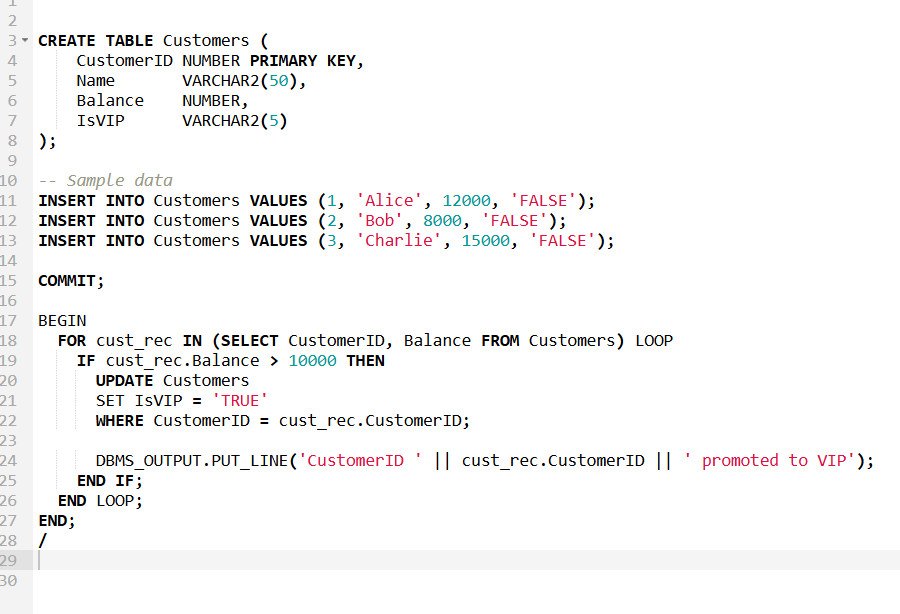 1
2
3 CREATE TABLE Customers (
4     CustomerID NUMBER PRIMARY KEY,
5     Name       VARCHAR2(50),
6     Balance    NUMBER,
7     IsVIP      VARCHAR2(5)
8 );
9
10 -- Sample data
11 INSERT INTO Customers VALUES (1, 'Alice', 12000, 'FALSE');
12 INSERT INTO Customers VALUES (2, 'Bob', 8000, 'FALSE');
13 INSERT INTO Customers VALUES (3, 'Charlie', 15000, 'FALSE');
14
15 COMMIT;
16
17 BEGIN
18   FOR cust_rec IN (SELECT CustomerID, Balance FROM Customers) LOOP
19     IF cust_rec.Balance > 10000 THEN
20       UPDATE Customers
21       SET IsVIP = 'TRUE'
22       WHERE CustomerID = cust_rec.CustomerID;
23
24       DBMS_OUTPUT.PUT_LINE('CustomerID ' || cust_rec.CustomerID || ' promoted to VIP');
25     END IF;
26   END LOOP;
27 END;
28 /
29
30